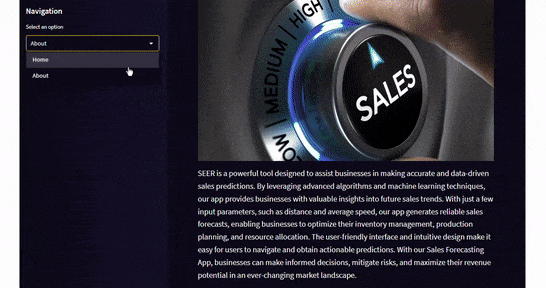 Navigation
Select an option
About
Home
About
LOW | MEDIUM | HIGH |
SALES
SEER is a powerful tool designed to assist businesses in making accurate and data-driven
sales predictions. By leveraging advanced algorithms and machine learning techniques,
our app provides businesses with valuable insights into future sales trends. With just a few
input parameters, such as distance and average speed, our app generates reliable sales
forecasts, enabling businesses to optimize their inventory management, production
planning, and resource allocation. The user-friendly interface and intuitive design make it
easy for users to navigate and obtain actionable predictions. With our Sales Forecasting
App, businesses can make informed decisions, mitigate risks, and maximize their revenue
potential in an ever-changing market landscape.